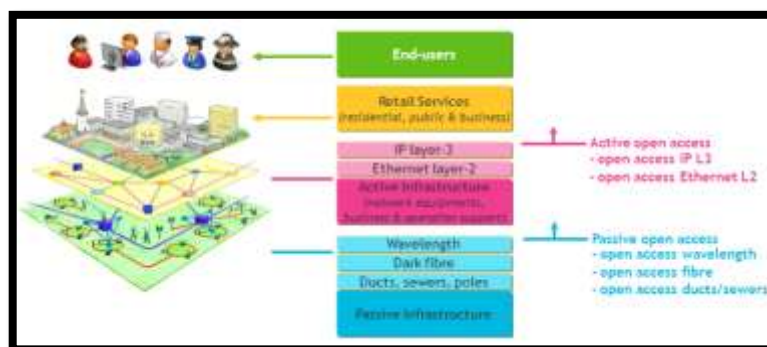 End-users
Retail Services
(residential, public & business)
IP layer-3
Ethernet layer-2
Active Infrastructure
(network equipments,
business & operation supports)
Wavelength
Dark fibre
Ducts, sewers, poles
Passive Infrastructure
Active open access
- open access IP L3
- open access Ethernet L2
Passive open access
- open access wavelength
- open access fibre
- open access ducts/sewers